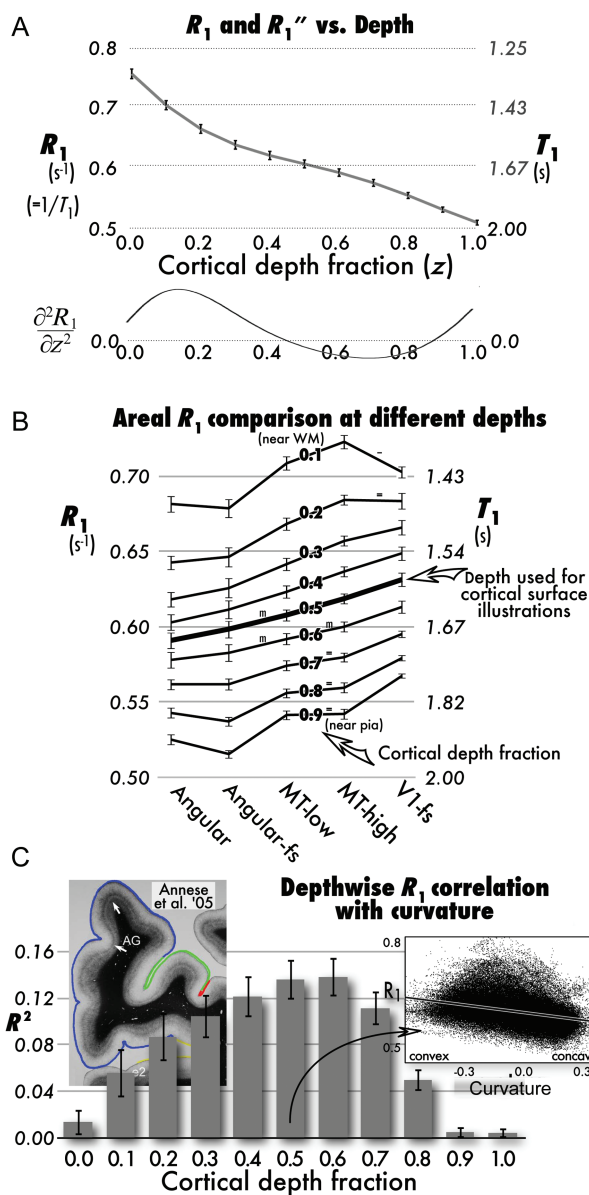 A
R₁ and R₁″ vs. Depth
0.8 1.25
0.7 1.43
R₁ T₁
(s⁻¹) 0.6 1.67 (s)
(=1/T₁)
0.5 2.00
0.0 0.2 0.4 0.6 0.8 1.0
Cortical depth fraction (z)
∂²R₁
∂z²
0.0 0.0 0.2 0.4 0.6 0.8 1.0 0.0
B
Areal R₁ comparison at different depths
(near WM)
0.1 -
0.70 1.43
R₁ T₁
(s⁻¹) (s)
0.2 =
0.65 1.54
0.3
0.4
Depth used for
cortical surface
illustrations
m 0.5
0.60 1.67
m 0.6 m
0.7 =
0.55 1.82
0.8 =
0.9 =
(near pia)
Cortical depth fraction
0.50 2.00
Angular
Angular-fs
MT-low
MT-high
V1-fs
C
Annese
et al. '05
AG
e2
Depthwise R₁ correlation
with curvature
0.16
0.12
R²
0.08
0.04
0.00
0.8
R₁
0.5
convex concav
-0.3 0.0 0.3
Curvature
0.0 0.1 0.2 0.3 0.4 0.5 0.6 0.7 0.8 0.9 1.0
Cortical depth fraction